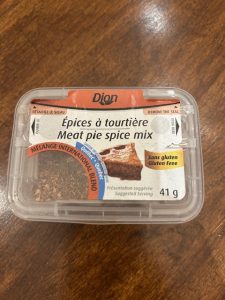 Dion
Épices à tourtière
Meat pie spice mix
Sans gluten
Gluten Free
MÉLANGE INTERNATIONAL BLEND
Présentation suggérée
Suggested Serving
41 g